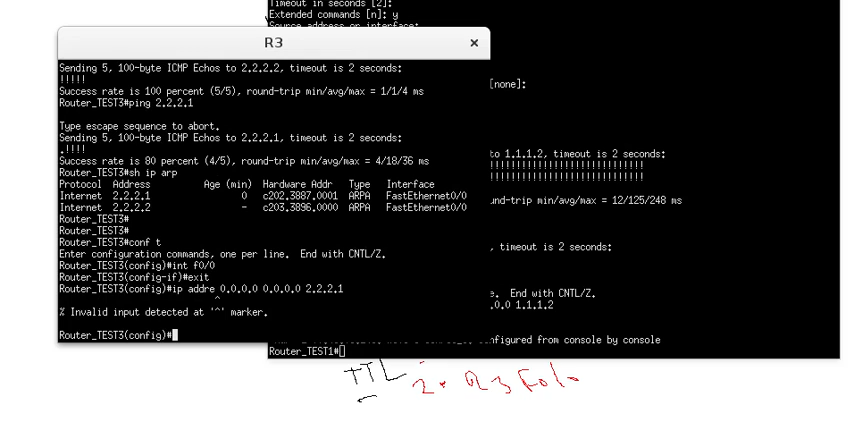 Timeout in seconds [2]:
Extended commands [n]: y
Source address or interface:
R3
×
Sending 5, 100-byte ICMP Echos to 2.2.2.2, timeout is 2 seconds:
!!!!!
Success rate is 100 percent (5/5), round-trip min/avg/max = 1/1/4 ms
Router_TEST3#ping 2.2.2.1
[none]:
Type escape sequence to abort.
Sending 5, 100-byte ICMP Echos to 2.2.2.1, timeout is 2 seconds:
.!!!!
Success rate is 80 percent (4/5), round-trip min/avg/max = 4/18/36 ms
Router_TEST3#sh ip arp
Protocol Address Age (min) Hardware Addr Type Interface
Internet 2.2.2.1 0 c202.3887.0001 ARPA FastEthernet0/0
Internet 2.2.2.2 - c203.3896.0000 ARPA FastEthernet0/0
Router_TEST3#
Router_TEST3#
Router_TEST3#conf t
Enter configuration commands, one per line. End with CNTL/Z.
Router_TEST3(config)#int f0/0
Router_TEST3(config-if)#exit
Router_TEST3(config)#ip addre 0.0.0.0 0.0.0.0 2.2.2.1
^
% Invalid input detected at '^' marker.
Router_TEST3(config)#
to 1.1.1.2, timeout is 2 seconds:
und-trip min/avg/max = 12/125/248 ms
, timeout is 2 seconds:
e. End with CNTL/Z.
.0.0 1.1.1.2
configured from console by console
Router_TEST1#
TTL
2. R3